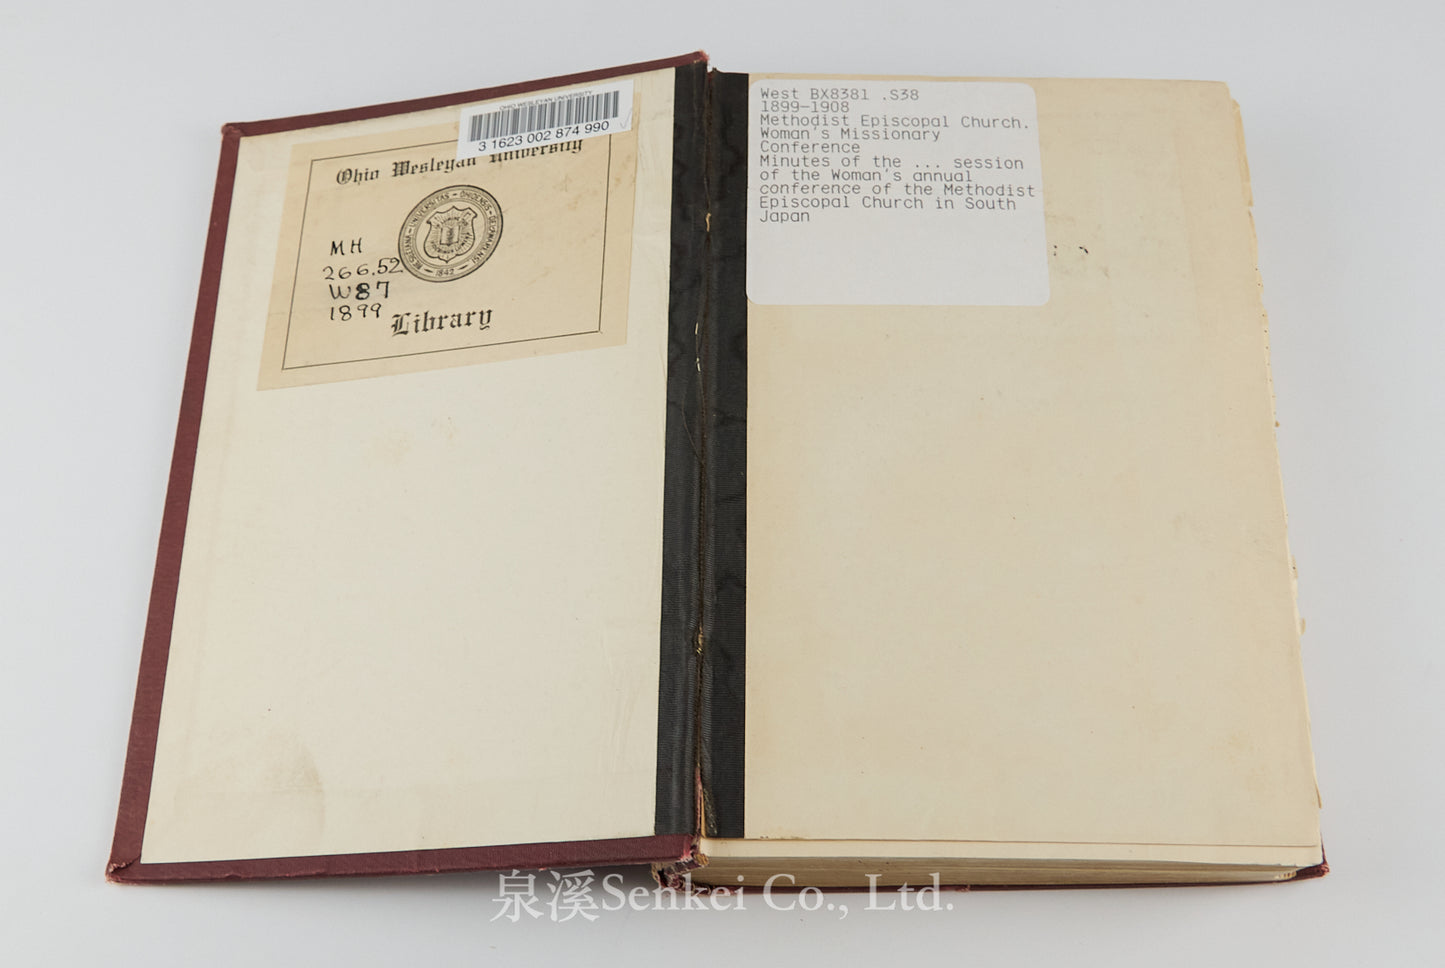 OHIO WESLEYAN UNIVERSITY
3 1623 002 874 990
Ohio Wesleyan University
UNIVERSITAS
1842
MH
266.52
W87
1899
Library
West BX8381 .S38
1899-1908
Methodist Episcopal Church.
Woman's Missionary
Conference
Minutes of the ... session
of the Woman's annual
conference of the Methodist
Episcopal Church in South
Japan
泉溪Senkei Co., Ltd.